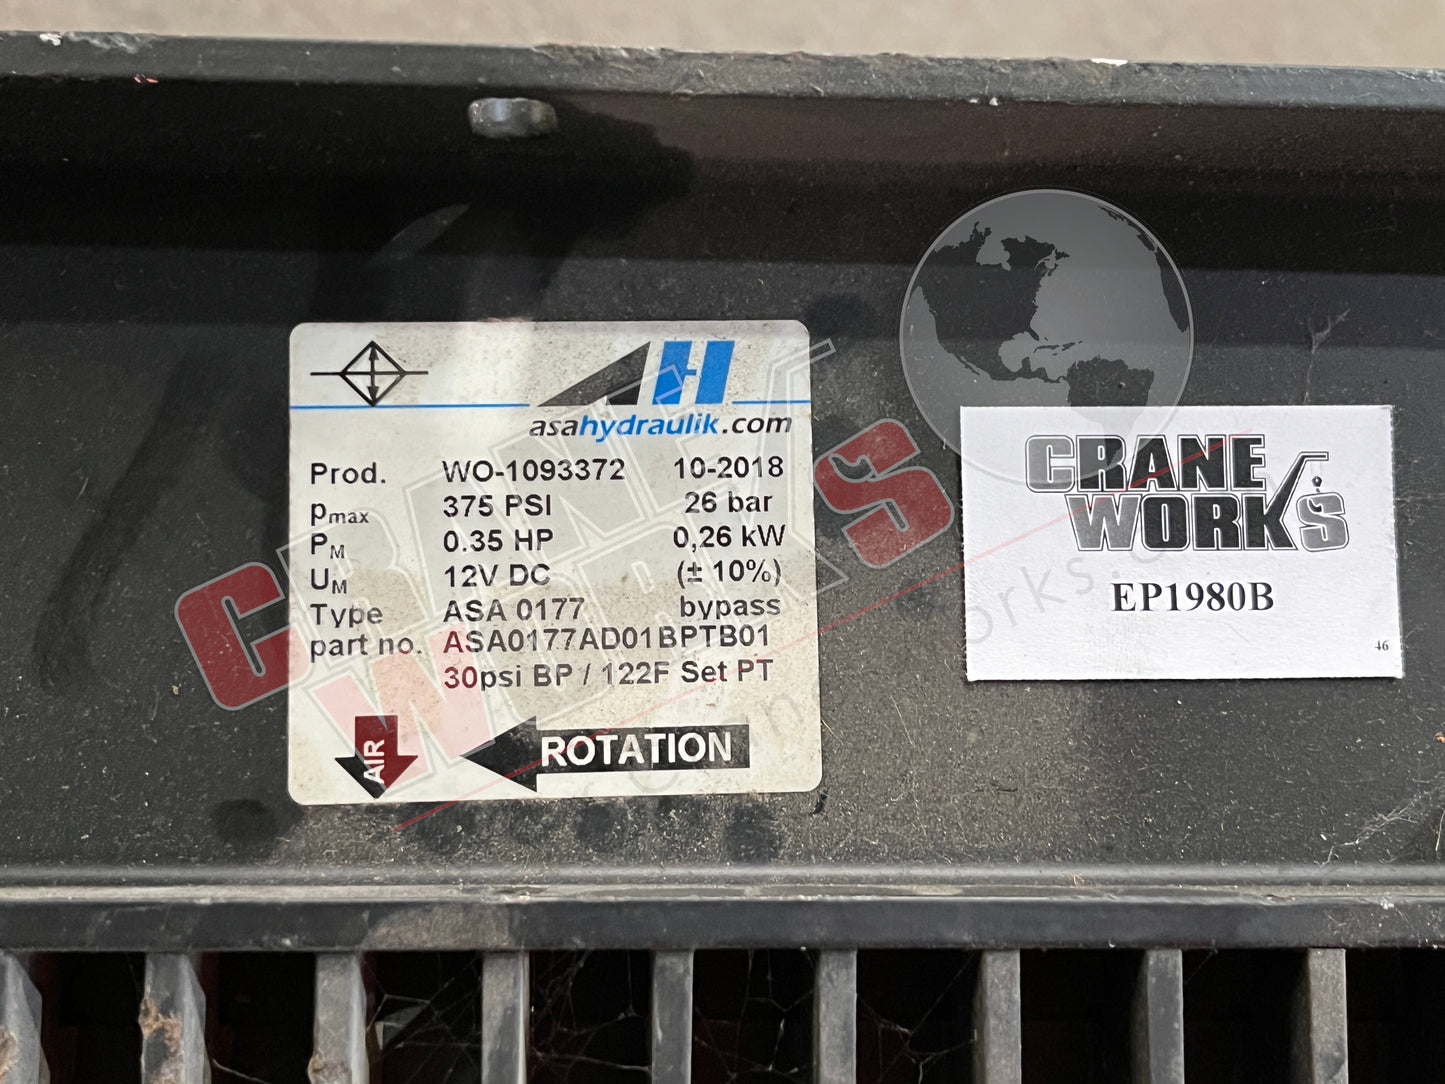 AH
asahydraulik.com
Prod. WO-1093372 10-2018
pmax 375 PSI 26 bar
PM 0.35 HP 0,26 kW
UM 12V DC (± 10%)
Type ASA 0177 bypass
part no. ASA0177AD01BPTB01
30psi BP / 122F Set PT
AIR
ROTATION
CRANE
WORKS
EP1980B
46
CRANE
WORKS